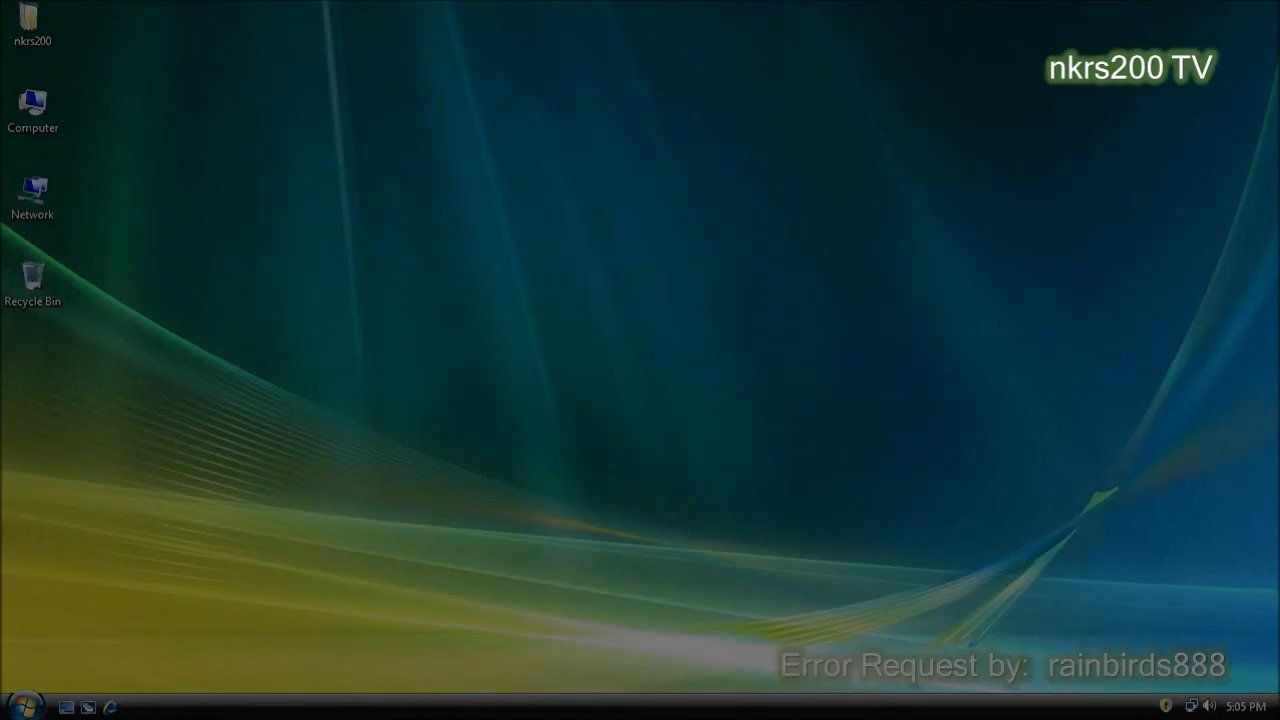 nkrs200
nkrs200 TV
Computer
Network
Recycle Bin
Error Request by:  rainbirds888
5:05 PM